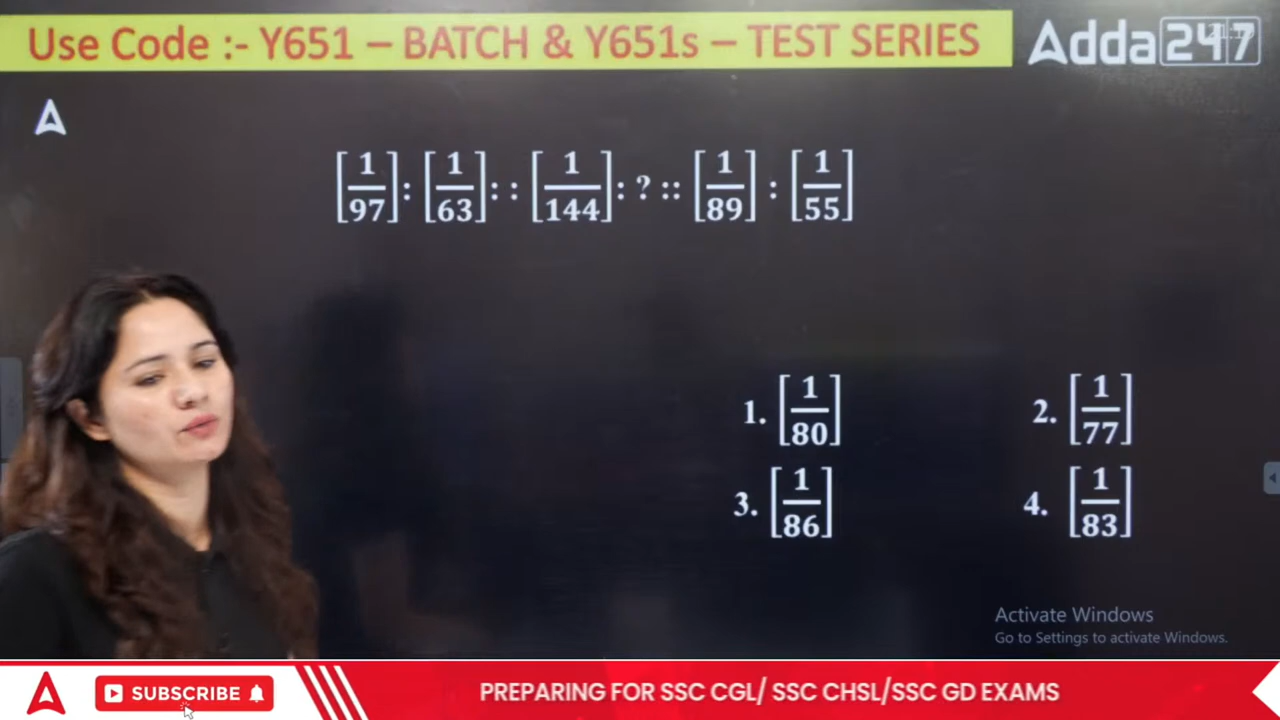 Use Code :- Y651 – BATCH & Y651s – TEST SERIES
Adda247
[1/97] : [1/63] : : [1/144] : ? :: [1/89] : [1/55]
1. [1/80] 2. [1/77]
3. [1/86] 4. [1/83]
Activate Windows
Go to Settings to activate Windows.
SUBSCRIBE
PREPARING FOR SSC CGL/ SSC CHSL/SSC GD EXAMS